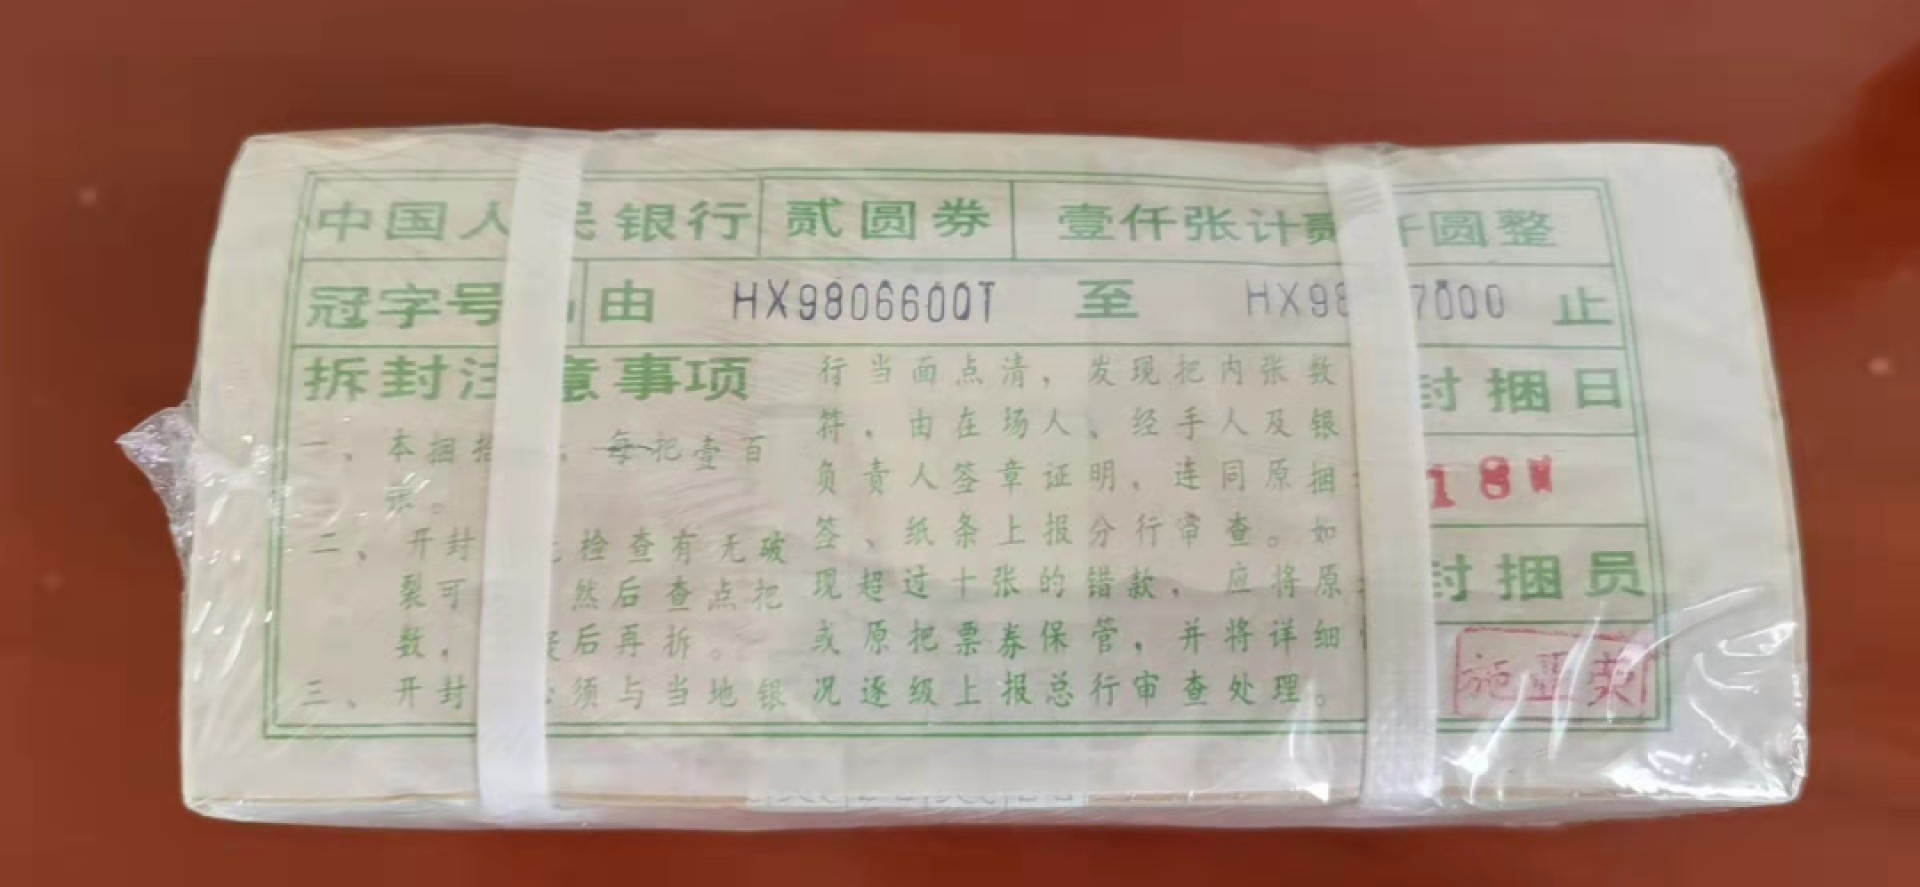 中国人民银行 贰圆券 壹仟张计贰仟圆整
冠字号 由 HX98066001 至 HX98 7000 止
拆封注意事项
一、本捆拾 ，每把壹百
张。
二、开封 检查有无破
裂可 然后查点把
数， 后再拆。
三、开封 须与当地银
行当面点清，发现把内张数
符，由在场人、经手人及银
负责人签章证明，连同原捆
签、纸条上报分行审查。如
现超过十张的错款，应将原
或原把票券保管，并将详细
况逐级上报总行审查处理。
封捆日
18
封捆员
施 荣